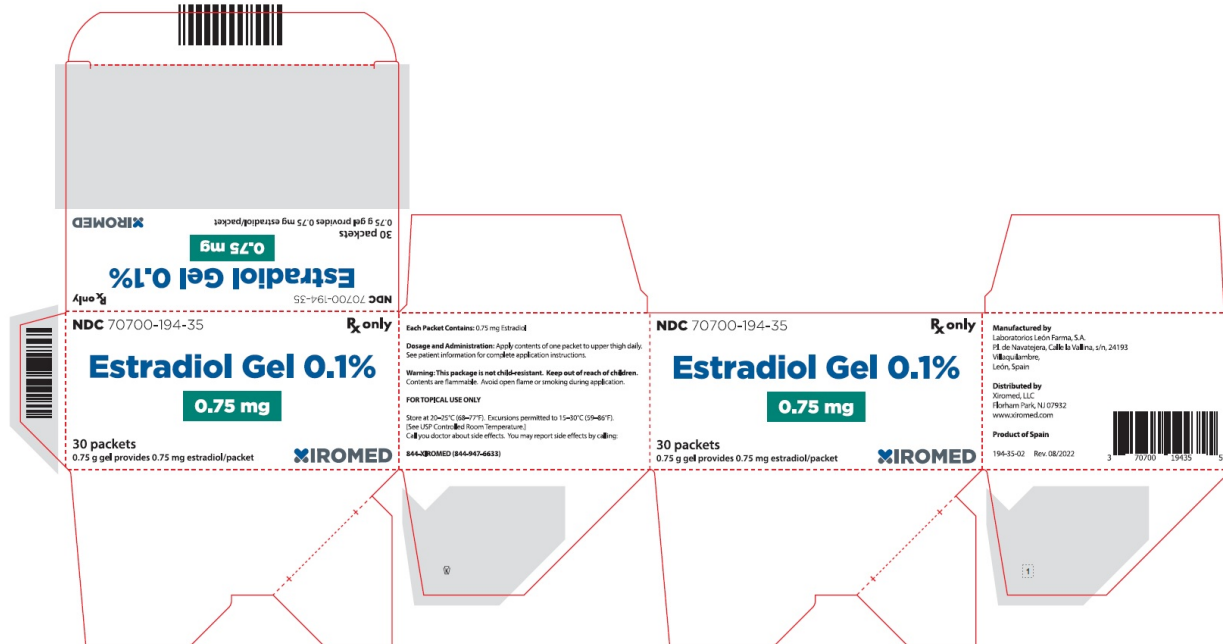 XIROMED
0.75 g gel provides 0.75 mg estradiol/packet
30 packets
0.75 mg
Estradiol Gel 0.1%
Rx only
NDC 70700-194-35
NDC 70700-194-35
Rx only
Estradiol Gel 0.1%
0.75 mg
30 packets
0.75 g gel provides 0.75 mg estradiol/packet
XIROMED
Each Packet Contains: 0.75 mg Estradiol
Dosage and Administration: Apply contents of one packet to upper thigh daily.
See patient information for complete application instructions.
Warning: This package is not child-resistant. Keep out of reach of children.
Contents are flammable. Avoid open flame or smoking during application.
FOR TOPICAL USE ONLY
Store at 20–25°C (68–77°F). Excursions permitted to 15–30°C (59–86°F).
[See USP Controlled Room Temperature.]
Call you doctor about side effects. You may report side effects by calling:
844-XIROMED (844-947-6633)
NDC 70700-194-35
Rx only
Estradiol Gel 0.1%
0.75 mg
30 packets
0.75 g gel provides 0.75 mg estradiol/packet
XIROMED
Manufactured by
Laboratorios León Farma, S.A.
P.I. de Navatejera, Calle la Vallina, s/n, 24193
Villaquilambre,
León, Spain
Distributed by
Xiromed, LLC
Florham Park, NJ 07932
www.xiromed.com
Product of Spain
194-35-02 Rev. 08/2022
3 70700 19435 5
1